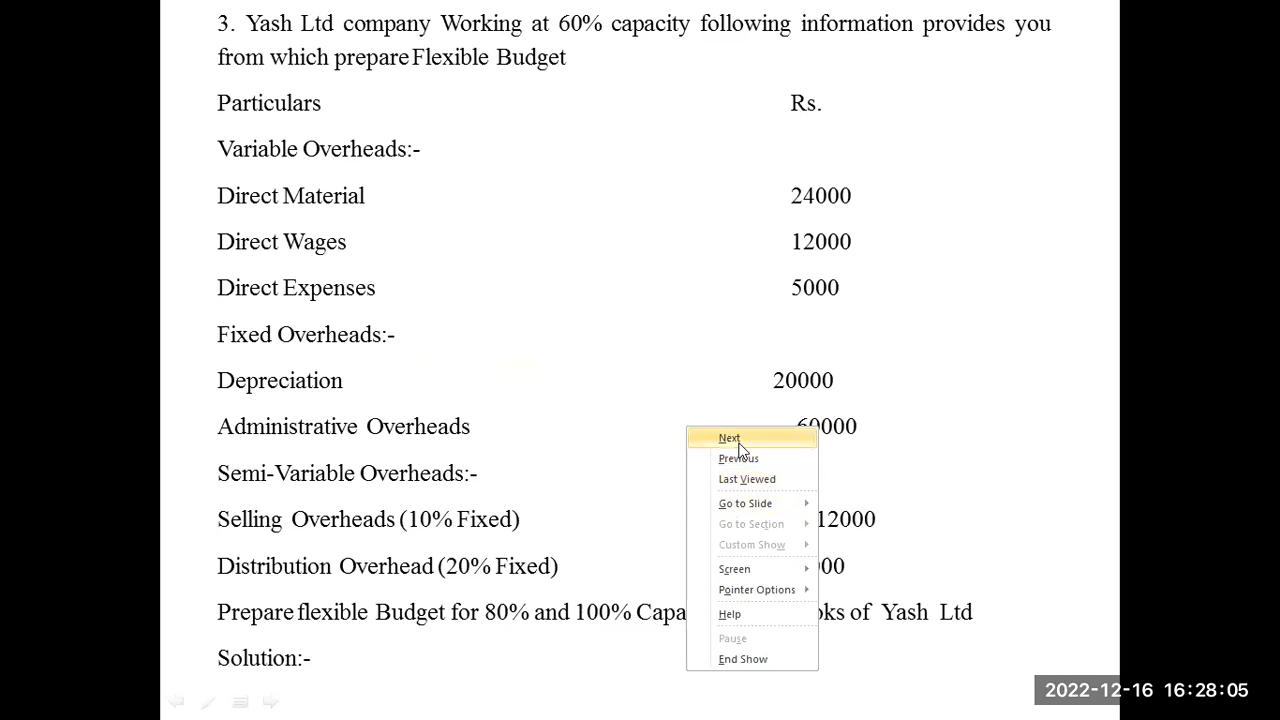 3. Yash Ltd company Working at 60% capacity following information provides you
from which prepare Flexible Budget
Particulars Rs.
Variable Overheads:-
Direct Material 24000
Direct Wages 12000
Direct Expenses 5000
Fixed Overheads:-
Depreciation 20000
Administrative Overheads
Semi-Variable Overheads:-
Selling Overheads (10% Fixed) 12000
Distribution Overhead (20% Fixed)
Prepare flexible Budget for 80% and 100% of Yash Ltd
Solution:-
Next
Previous
Last Viewed
Go to Slide
Go to Section
Custom Show
Screen
Pointer Options
Help
Pause
End Show
2022-12-16 16:28:05